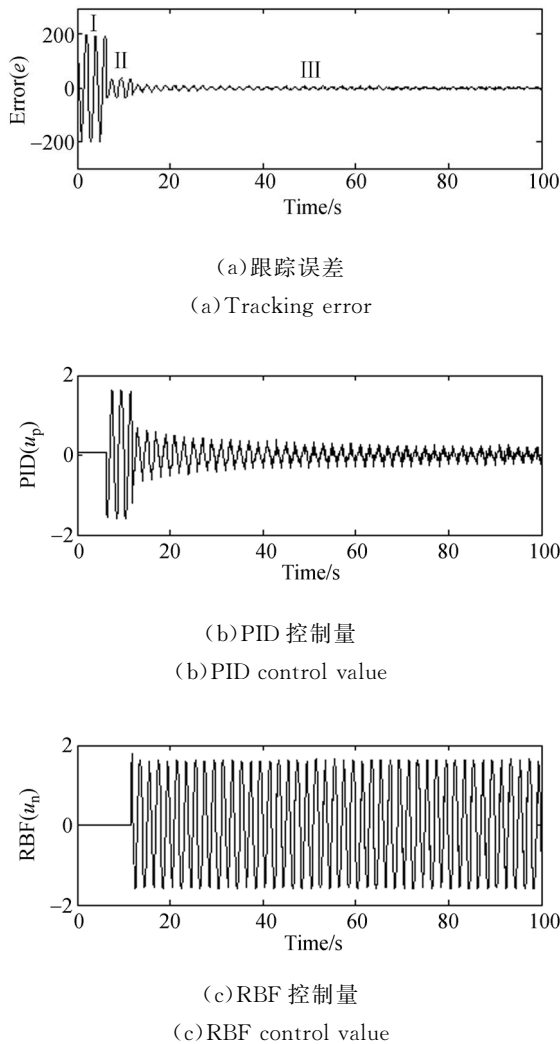 200
0
−200
Error(e)
I
II
III
0
20
40
60
80
100
Time/s
(a)跟踪误差
(a)Tracking error
2
0
−2
PID(up)
0
20
40
60
80
100
Time/s
(b)PID 控制量
(b)PID control value
2
0
−2
RBF(un)
0
20
40
60
80
100
Time/s
(c)RBF 控制量
(c)RBF control value